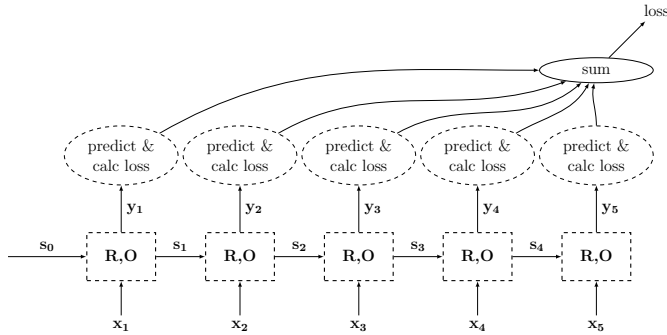 loss
sum
predict & calc loss
predict & calc loss
predict & calc loss
predict & calc loss
predict & calc loss
y₁ y₂ y₃ y₄ y₅
s₀ R,O s₁ R,O s₂ R,O s₃ R,O s₄ R,O
x₁ x₂ x₃ x₄ x₅